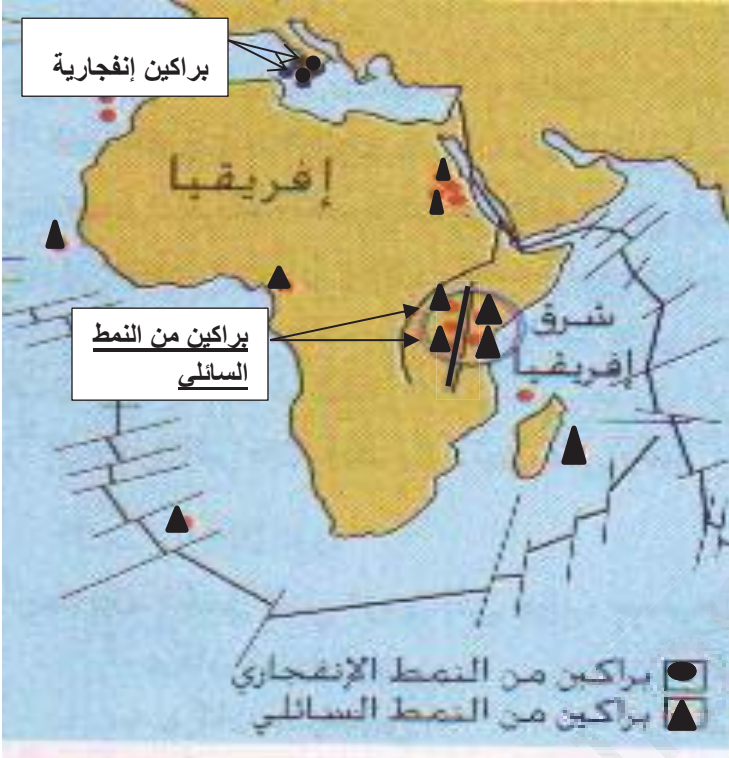 براكين إنفجارية
إفريقيا
براكين من النمط
السائلي
شرق
إفريقيا
براكين من النمط الإنفجاري
براكين من النمط السائلي